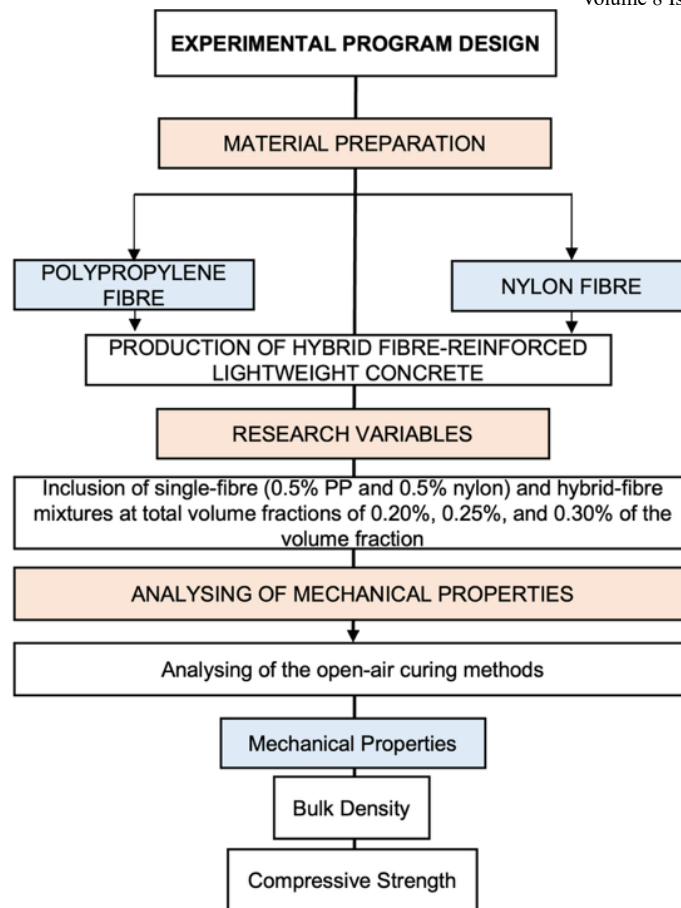 Volume 8 Is
EXPERIMENTAL PROGRAM DESIGN
MATERIAL PREPARATION
POLYPROPYLENE
FIBRE
NYLON FIBRE
PRODUCTION OF HYBRID FIBRE-REINFORCED
LIGHTWEIGHT CONCRETE
RESEARCH VARIABLES
Inclusion of single-fibre (0.5% PP and 0.5% nylon) and hybrid-fibre
mixtures at total volume fractions of 0.20%, 0.25%, and 0.30% of the
volume fraction
ANALYSING OF MECHANICAL PROPERTIES
Analysing of the open-air curing methods
Mechanical Properties
Bulk Density
Compressive Strength